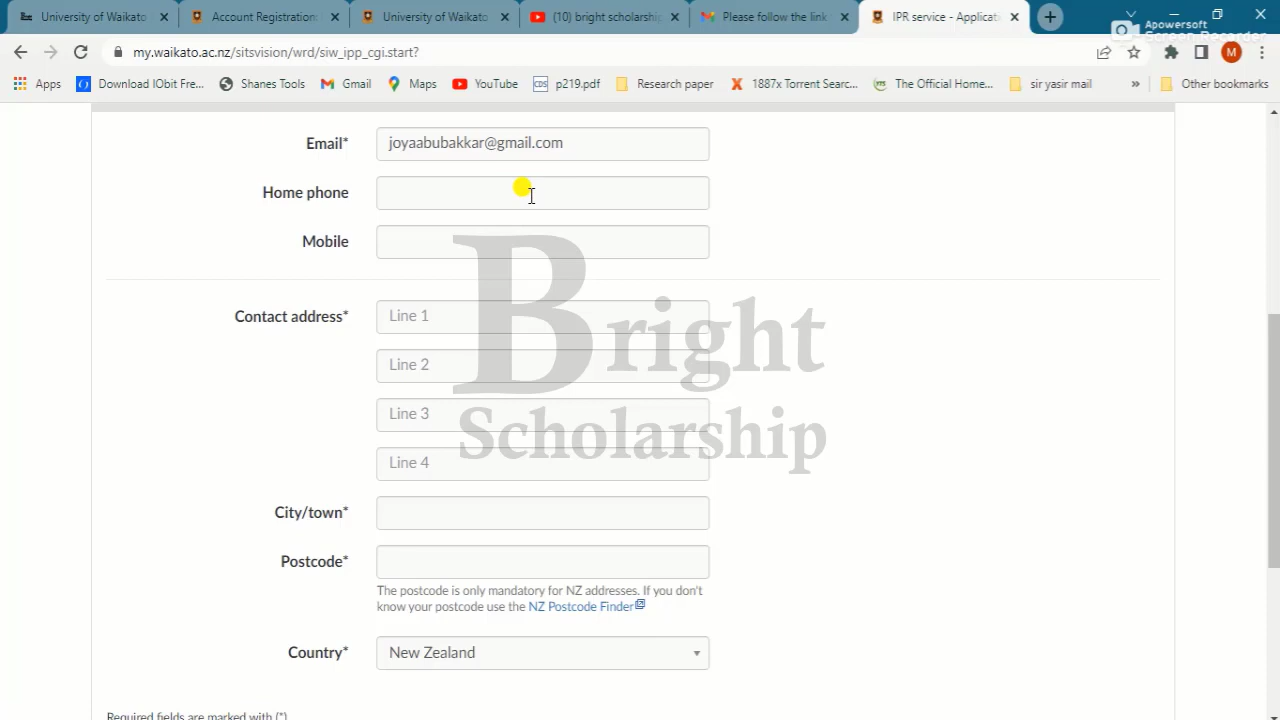 University of Waikato
Account Registration:
University of Waikato
(10) bright scholarship
Please follow the link
IPR service - Applicati
Apowersoft
Screen Recorder
my.waikato.ac.nz/sitsvision/wrd/siw_ipp_cgi.start?
M
Apps
Download IObit Fre...
Shanes Tools
Gmail
Maps
YouTube
CDS
p219.pdf
Research paper
1887x Torrent Searc...
The Official Home...
sir yasir mail
»
Other bookmarks
Email*
joyaabubakkar@gmail.com
Home phone
Mobile
Contact address*
Line 1
Line 2
Line 3
Line 4
Bright
Scholarship
City/town*
Postcode*
The postcode is only mandatory for NZ addresses. If you don't
know your postcode use the NZ Postcode Finder
Country*
New Zealand
Required fields are marked with (*)